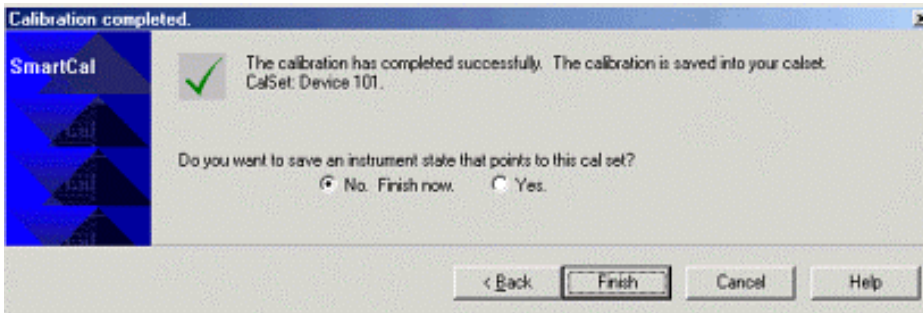 Calibration completed.
SmartCal
The calibration has completed successfully. The calibration is saved into your calset.
CalSet: Device 101.
Do you want to save an instrument state that points to this cal set?
No. Finish now. Yes.
< Back Finish Cancel Help